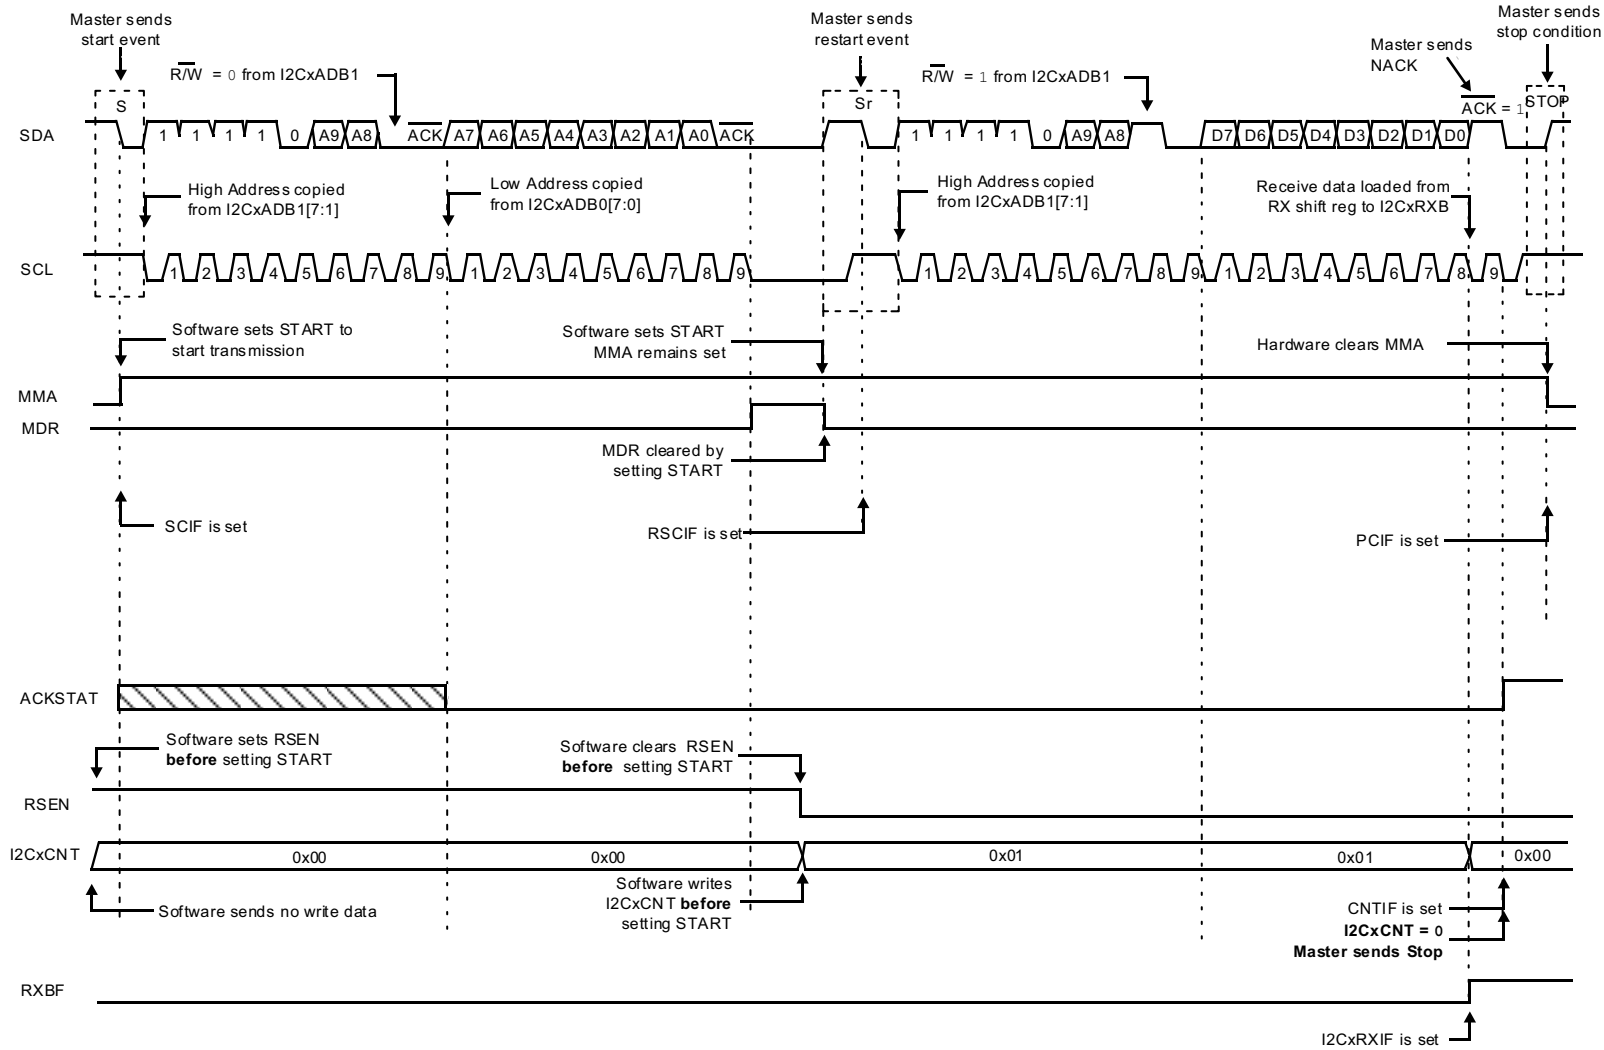 Master sends
start event
Master sends
restart event
Master sends
stop condition
Master sends
NACK
R/W = 0 from I2CxADB1
R/W = 1 from I2CxADB1
S
Sr
ACK = 1
STOP
SDA
1 1 1 1 0 A9 A8 ACK A7 A6 A5 A4 A3 A2 A1 A0 ACK 1 1 1 1 0 A9 A8 D7 D6 D5 D4 D3 D2 D1 D0
High Address copied
from I2CxADB1[7:1]
Low Address copied
from I2CxADB0[7:0]
High Address copied
from I2CxADB1[7:1]
Receive data loaded from
RX shift reg to I2CxRXB
SCL
1 2 3 4 5 6 7 8 9 1 2 3 4 5 6 7 8 9 1 2 3 4 5 6 7 8 9 1 2 3 4 5 6 7 8 9
Software sets START to
start transmission
Software sets START
MMA remains set
Hardware clears MMA
MMA
MDR
MDR cleared by
setting START
SCIF is set
RSCIF is set
PCIF is set
ACKSTAT
Software sets RSEN
before setting START
Software clears RSEN
before setting START
RSEN
I2CxCNT
0x00 0x00 0x01 0x01 0x00
Software sends no write data
Software writes
I2CxCNT before
setting START
CNTIF is set
I2CxCNT = 0
Master sends Stop
RXBF
I2CxRXIF is set